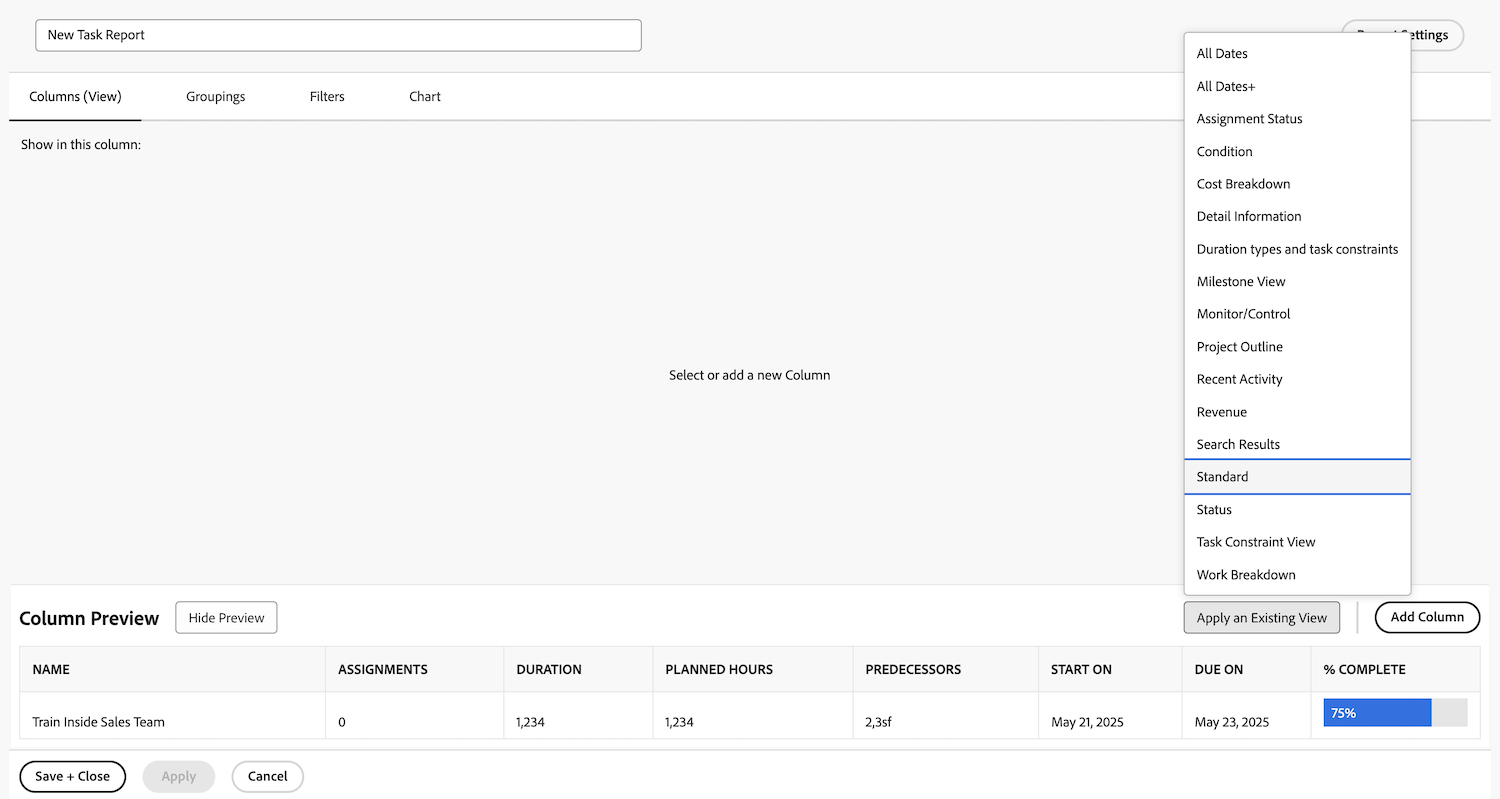 New Task Report
Settings
Columns (View)
Groupings
Filters
Chart
Show in this column:
Select or add a new Column
All Dates
All Dates+
Assignment Status
Condition
Cost Breakdown
Detail Information
Duration types and task constraints
Milestone View
Monitor/Control
Project Outline
Recent Activity
Revenue
Search Results
Standard
Status
Task Constraint View
Work Breakdown
Column Preview
Hide Preview
Apply an Existing View
Add Column
NAME
ASSIGNMENTS
DURATION
PLANNED HOURS
PREDECESSORS
START ON
DUE ON
% COMPLETE
Train Inside Sales Team
0
1,234
1,234
2,3sf
May 21, 2025
May 23, 2025
75%
Save + Close
Apply
Cancel